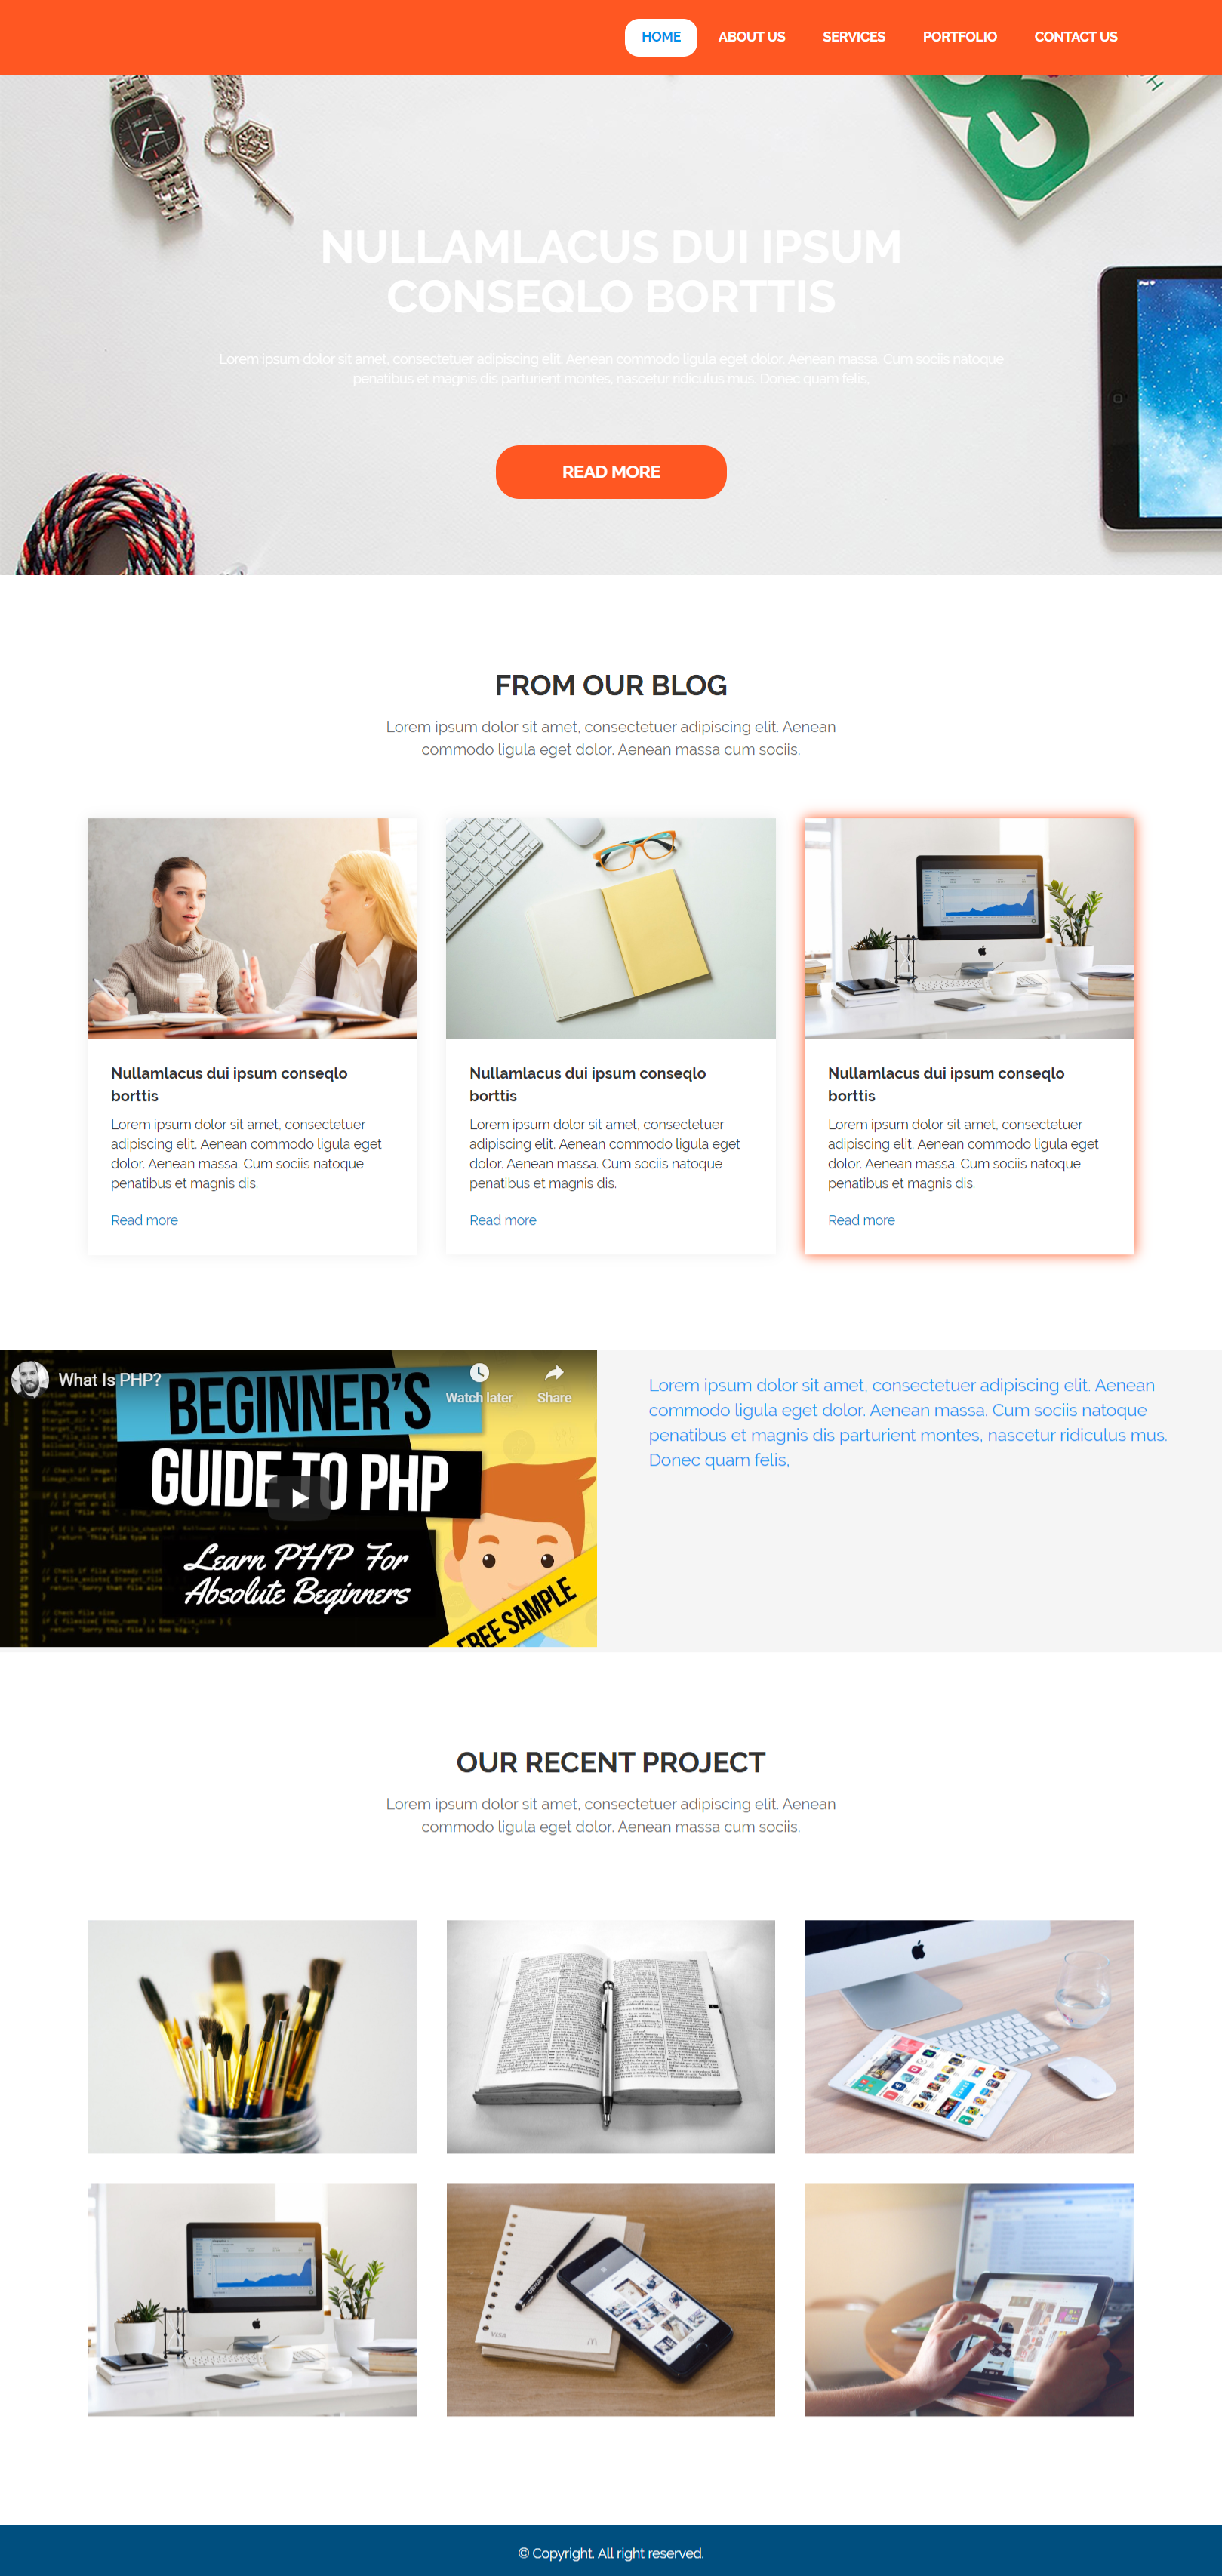 HOME
ABOUT US
SERVICES
PORTFOLIO
CONTACT US
NULLAMLACUS DUI IPSUM
CONSEQLO BORTTIS
Lorem ipsum dolor sit amet, consectetuer adipiscing elit. Aenean commodo ligula eget dolor. Aenean massa. Cum sociis natoque
penatibus et magnis dis parturient montes, nascetur ridiculus mus. Donec quam felis,
READ MORE
FROM OUR BLOG
Lorem ipsum dolor sit amet, consectetuer adipiscing elit. Aenean
commodo ligula eget dolor. Aenean massa cum sociis.
Nullamlacus dui ipsum conseqlo
borttis
Lorem ipsum dolor sit amet, consectetuer
adipiscing elit. Aenean commodo ligula eget
dolor. Aenean massa. Cum sociis natoque
penatibus et magnis dis.
Read more
Nullamlacus dui ipsum conseqlo
borttis
Lorem ipsum dolor sit amet, consectetuer
adipiscing elit. Aenean commodo ligula eget
dolor. Aenean massa. Cum sociis natoque
penatibus et magnis dis.
Read more
Nullamlacus dui ipsum conseqlo
borttis
Lorem ipsum dolor sit amet, consectetuer
adipiscing elit. Aenean commodo ligula eget
dolor. Aenean massa. Cum sociis natoque
penatibus et magnis dis.
Read more
What Is PHP?
Watch later
Share
BEGINNER'S
GUIDE TO PHP
Learn PHP For
Absolute Beginners
FREE SAMPLE
Lorem ipsum dolor sit amet, consectetuer adipiscing elit. Aenean
commodo ligula eget dolor. Aenean massa. Cum sociis natoque
penatibus et magnis dis parturient montes, nascetur ridiculus mus.
Donec quam felis,
OUR RECENT PROJECT
Lorem ipsum dolor sit amet, consectetuer adipiscing elit. Aenean
commodo ligula eget dolor. Aenean massa cum sociis.
© Copyright. All right reserved.